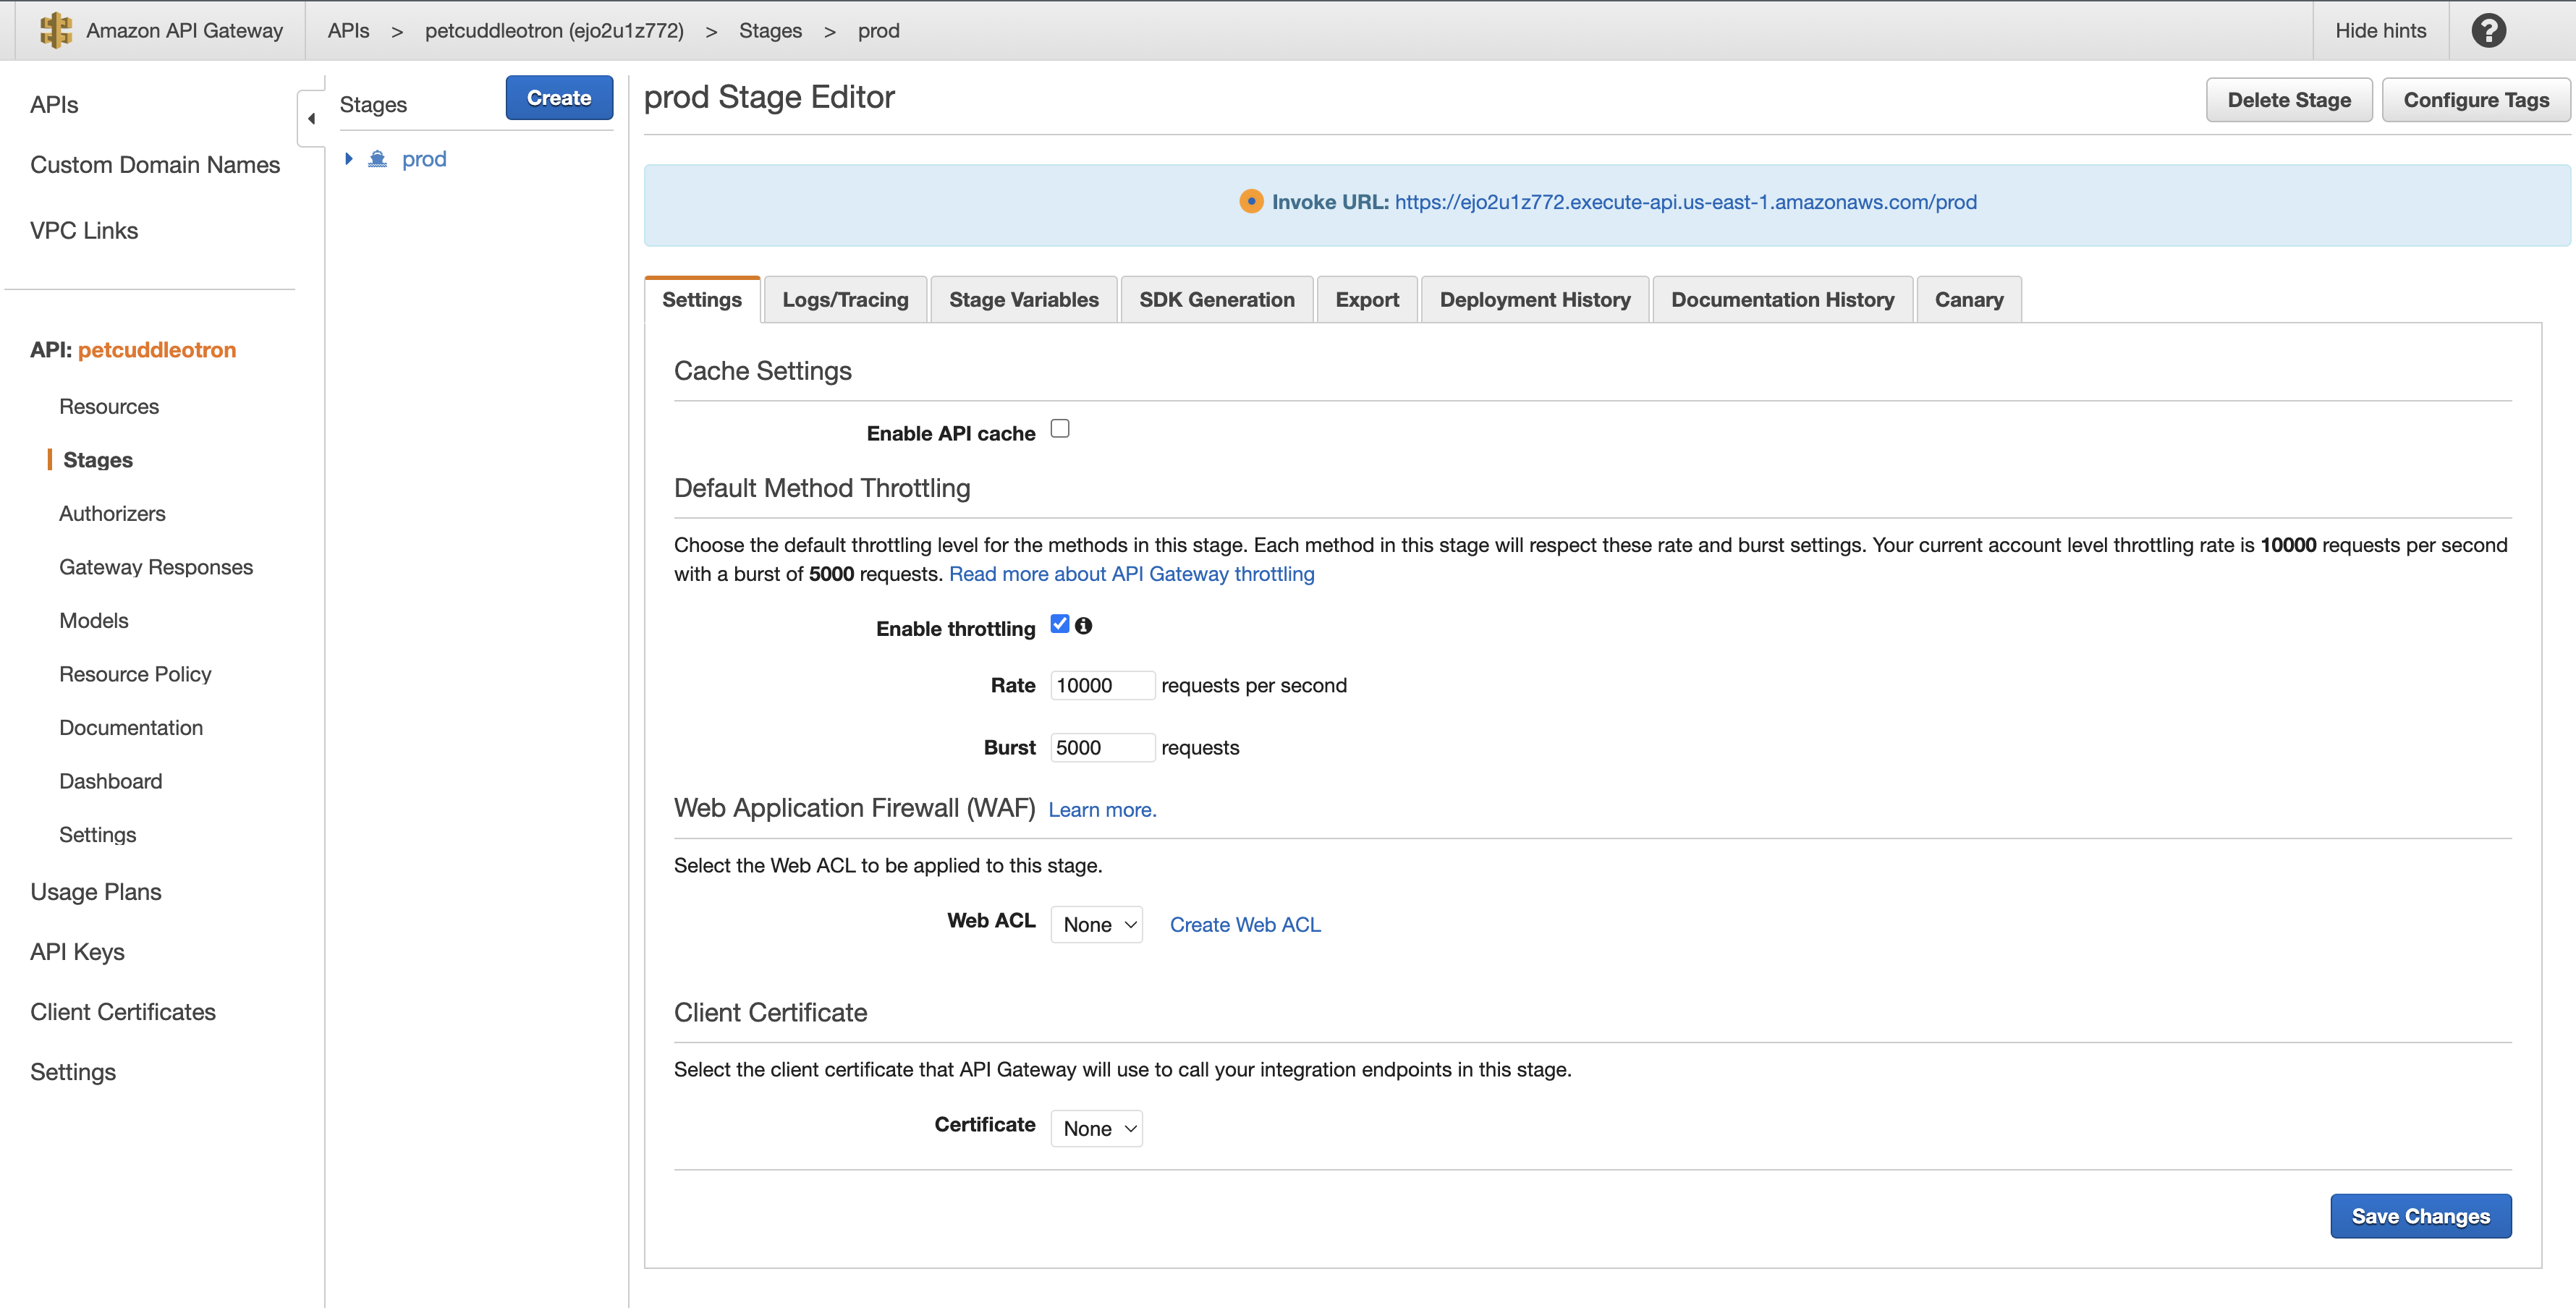 Amazon API Gateway
APIs > petcuddleotron (ejo2u1z772) > Stages > prod
Hide hints
?
APIs
Custom Domain Names
VPC Links
API: petcuddleotron
Resources
Stages
Authorizers
Gateway Responses
Models
Resource Policy
Documentation
Dashboard
Settings
Usage Plans
API Keys
Client Certificates
Settings
Stages
Create
prod
prod Stage Editor
Delete Stage
Configure Tags
Invoke URL: https://ejo2u1z772.execute-api.us-east-1.amazonaws.com/prod
Settings
Logs/Tracing
Stage Variables
SDK Generation
Export
Deployment History
Documentation History
Canary
Cache Settings
Enable API cache
Default Method Throttling
Choose the default throttling level for the methods in this stage. Each method in this stage will respect these rate and burst settings. Your current account level throttling rate is 10000 requests per second
with a burst of 5000 requests. Read more about API Gateway throttling
Enable throttling
Rate 10000 requests per second
Burst 5000 requests
Web Application Firewall (WAF) Learn more.
Select the Web ACL to be applied to this stage.
Web ACL None Create Web ACL
Client Certificate
Select the client certificate that API Gateway will use to call your integration endpoints in this stage.
Certificate None
Save Changes